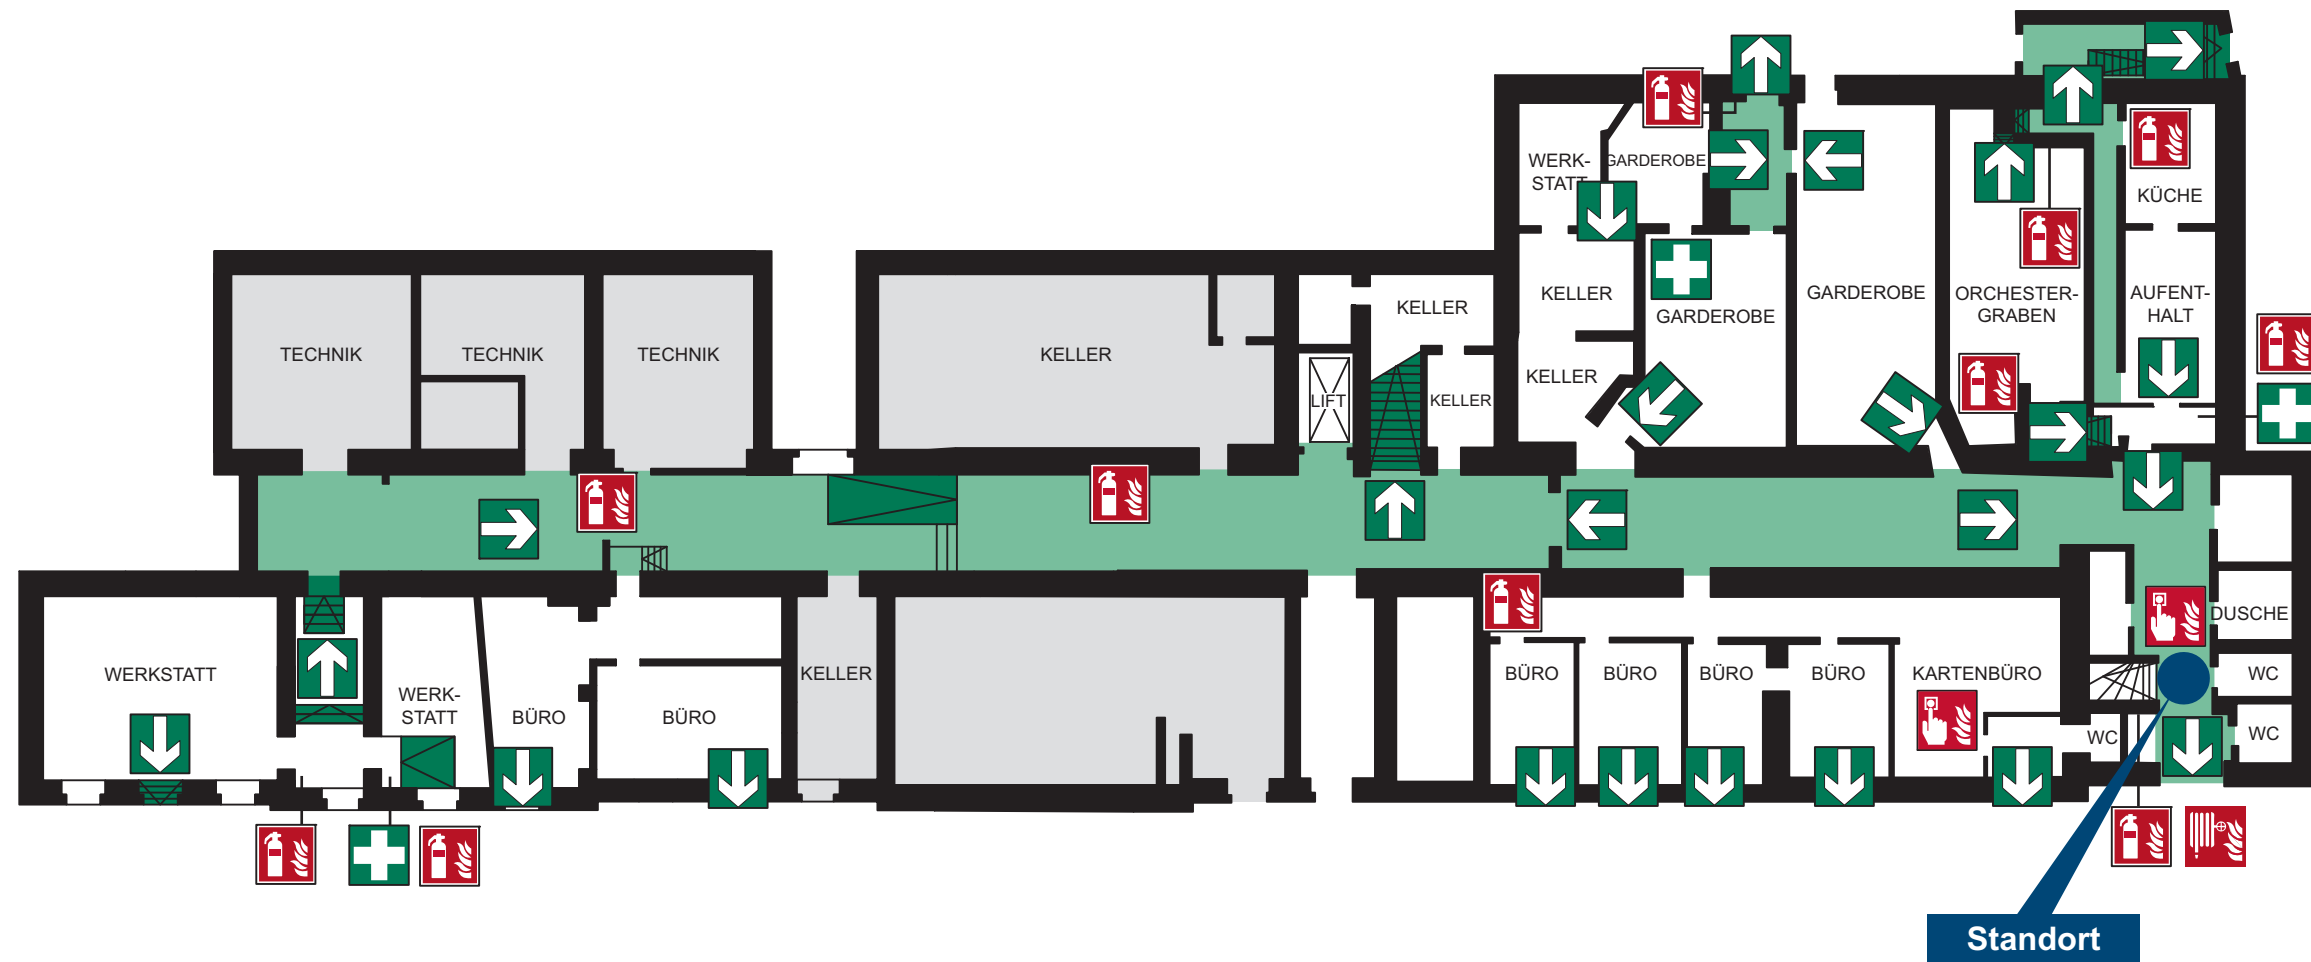 WERK-
STATT
GARDEROBE
KÜCHE
KELLER
GARDEROBE
GARDEROBE
ORCHESTER-
GRABEN
AUFENT-
HALT
KELLER
TECHNIK
TECHNIK
TECHNIK
KELLER
KELLER
LIFT
KELLER
DUSCHE
WERKSTATT
WERK-
STATT
BÜRO
BÜRO
KELLER
BÜRO
BÜRO
BÜRO
BÜRO
KARTENBÜRO
WC
WC
WC
Standort